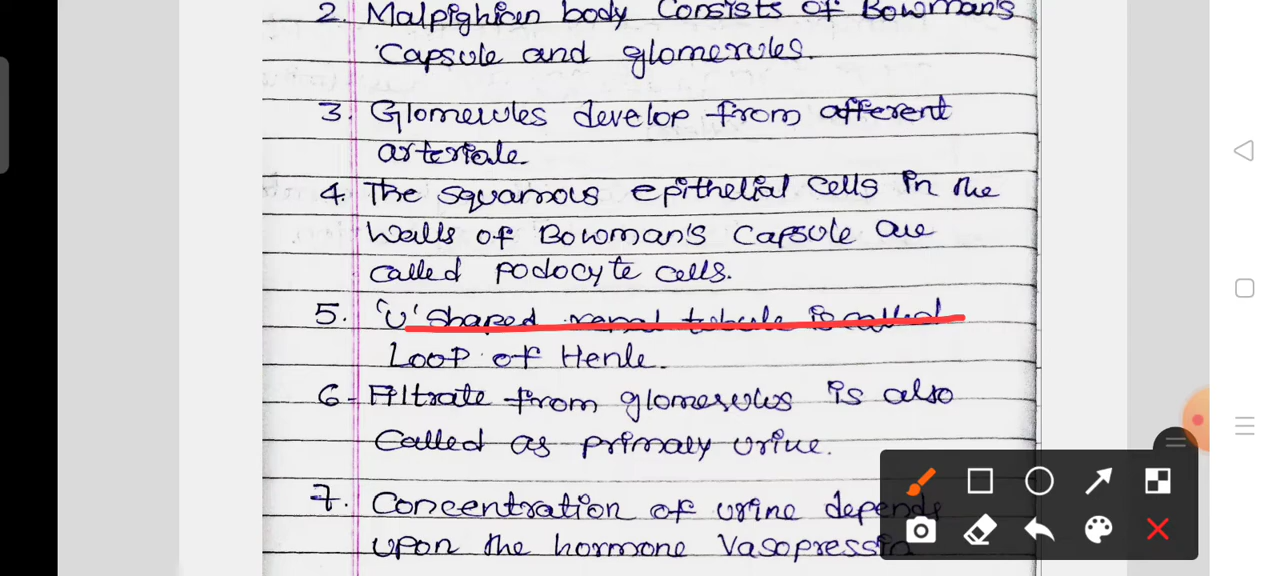 2. Malpighian body consists of Bowman's
Capsule and glomerules.
3. Glomerules develop from afferent
arteriale
4. The squamous epithelial cells in the
Walls of Bowman's Capsule are
called podocyte cells.
5. 'U' shaped renal tubule is called
Loop of Henle.
6 - Filtrate from glomerulus is also
Called as primary urine.
7. Concentration of urine depends
upon the hormone Vasopressin